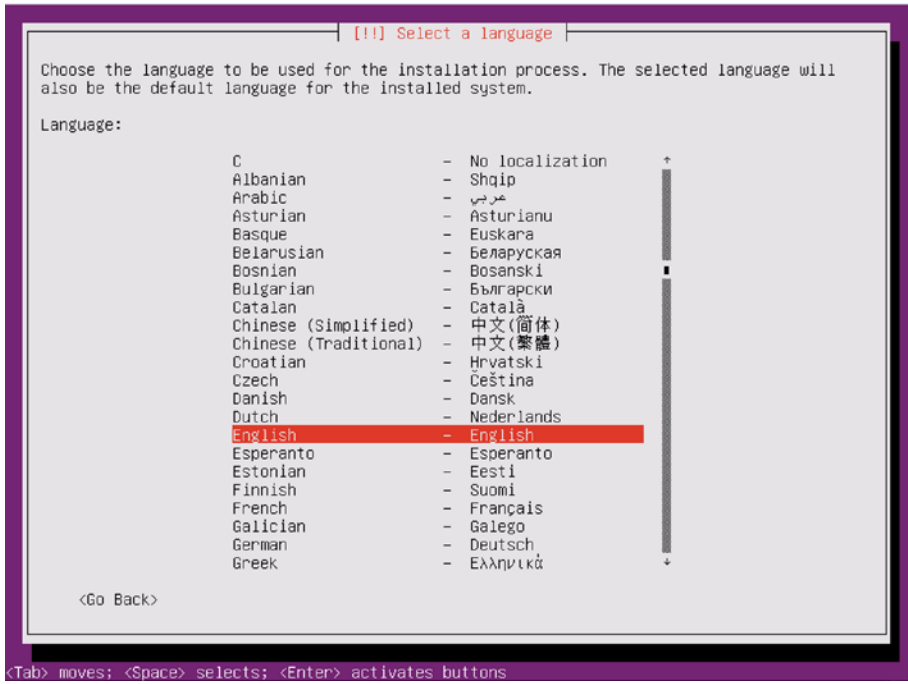 [!!] Select a language
Choose the language to be used for the installation process. The selected language will
also be the default language for the installed system.
Language:
C - No localization
Albanian - Shqip
Arabic - عربي
Asturian - Asturianu
Basque - Euskara
Belarusian - Беларуская
Bosnian - Bosanski
Bulgarian - Български
Catalan - Català
Chinese (Simplified) - 中文(简体)
Chinese (Traditional) - 中文(繁體)
Croatian - Hrvatski
Czech - Čeština
Danish - Dansk
Dutch - Nederlands
English - English
Esperanto - Esperanto
Estonian - Eesti
Finnish - Suomi
French - Français
Galician - Galego
German - Deutsch
Greek - Ελληνικά
<Go Back>
<Tab> moves; <Space> selects; <Enter> activates buttons